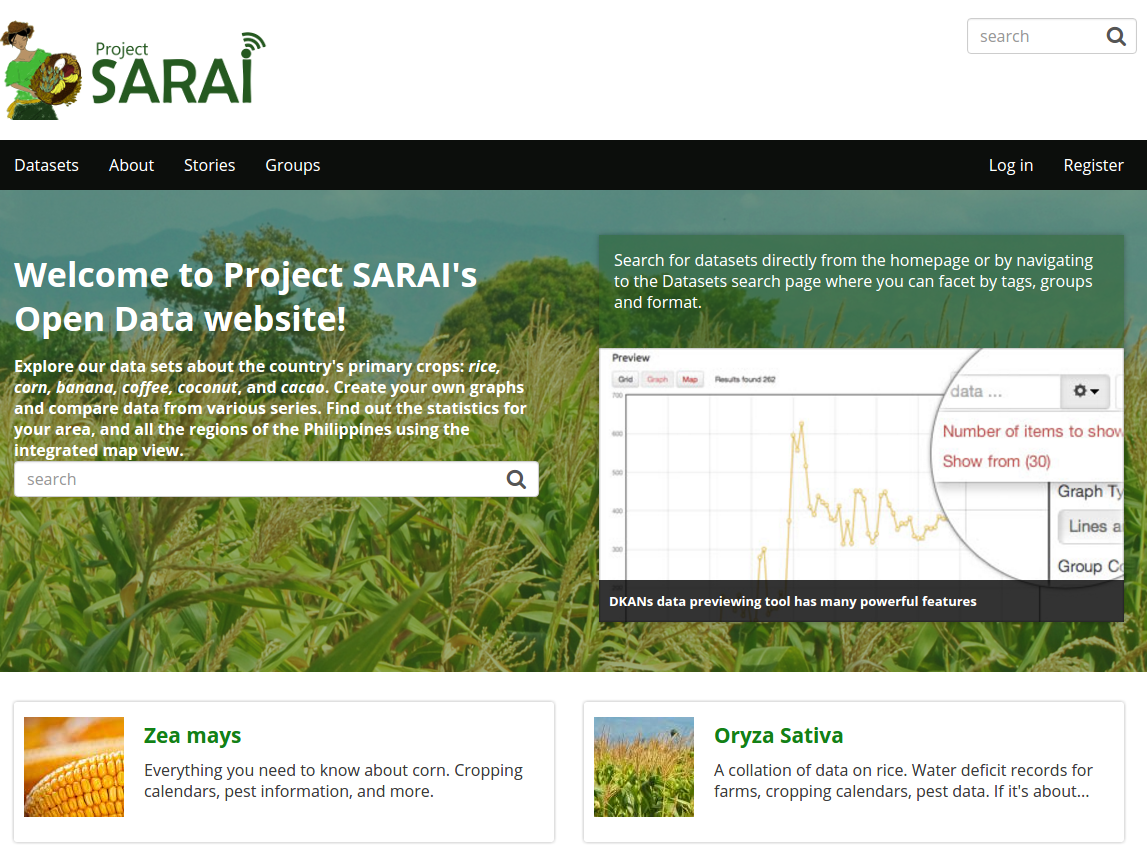 Project
SARAI
search
Datasets About Stories Groups Log in Register
Welcome to Project SARAI's
Open Data website!
Explore our data sets about the country's primary crops: rice,
corn, banana, coffee, coconut, and cacao. Create your own graphs
and compare data from various series. Find out the statistics for
your area, and all the regions of the Philippines using the
integrated map view.
search
Search for datasets directly from the homepage or by navigating
to the Datasets search page where you can facet by tags, groups
and format.
Preview
Grid Graph Map Results found 262
700
600
500
400
300
data ...
Number of items to show
Show from (30)
Graph Ty
Lines a
Group Co
DKANs data previewing tool has many powerful features
Zea mays
Everything you need to know about corn. Cropping
calendars, pest information, and more.
Oryza Sativa
A collation of data on rice. Water deficit records for
farms, cropping calendars, pest data. If it's about...